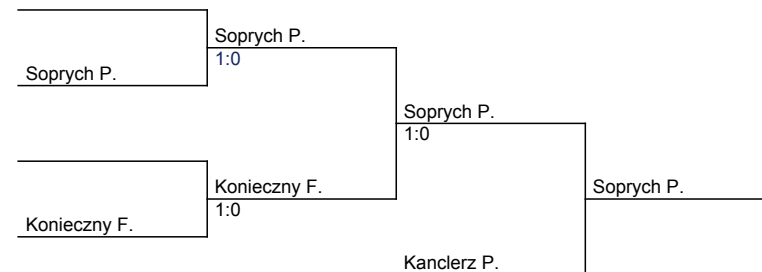 Soprych P.
1:0
Soprych P.
Soprych P.
1:0
Konieczny F.
1:0
Soprych P.
Konieczny F.
Kanclerz P.